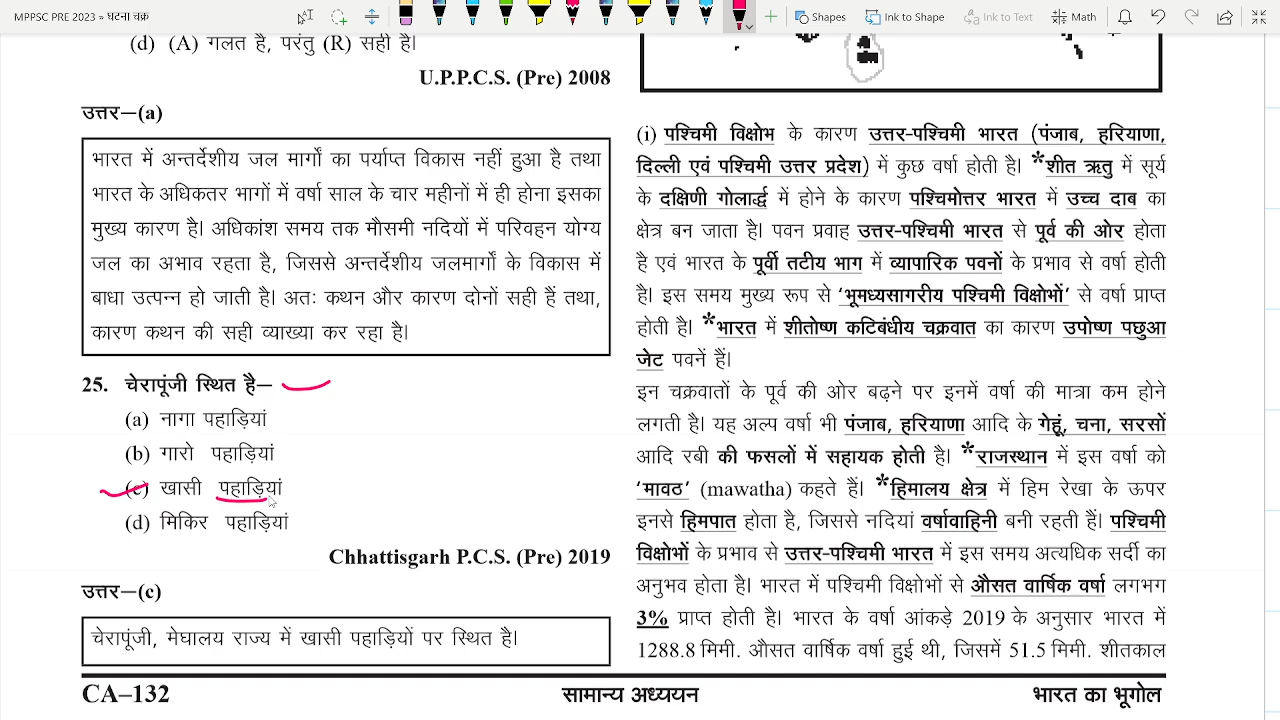 MPPSC PRE 2023 » घटना चक्र
Shapes
Ink to Shape
Ink to Text
Math
(d) (A) गलत है, परंतु (R) सही है।
U.P.P.C.S. (Pre) 2008
उत्तर–(a)
भारत में अन्तर्देशीय जल मार्गों का पर्याप्त विकास नहीं हुआ है तथा
भारत के अधिकतर भागों में वर्षा साल के चार महीनों में ही होना इसका
मुख्य कारण है। अधिकांश समय तक मौसमी नदियों में परिवहन योग्य
जल का अभाव रहता है, जिससे अन्तर्देशीय जलमार्गों के विकास में
बाधा उत्पन्न हो जाती है। अतः कथन और कारण दोनों सही हैं तथा,
कारण कथन की सही व्याख्या कर रहा है।
25. चेरापूंजी स्थित है–
(a) नागा पहाड़ियां
(b) गारो पहाड़ियां
(c) खासी पहाड़ियां
(d) मिकिर पहाड़ियां
Chhattisgarh P.C.S. (Pre) 2019
उत्तर–(c)
चेरापूंजी, मेघालय राज्य में खासी पहाड़ियों पर स्थित है।
(i) पश्चिमी विक्षोभ के कारण उत्तर-पश्चिमी भारत (पंजाब, हरियाणा,
दिल्ली एवं पश्चिमी उत्तर प्रदेश) में कुछ वर्षा होती है। *शीत ऋतु में सूर्य
के दक्षिणी गोलार्द्ध में होने के कारण पश्चिमोत्तर भारत में उच्च दाब का
क्षेत्र बन जाता है। पवन प्रवाह उत्तर-पश्चिमी भारत से पूर्व की ओर होता
है एवं भारत के पूर्वी तटीय भाग में व्यापारिक पवनों के प्रभाव से वर्षा होती
है। इस समय मुख्य रूप से ‘भूमध्यसागरीय पश्चिमी विक्षोभों’ से वर्षा प्राप्त
होती है। *भारत में शीतोष्ण कटिबंधीय चक्रवात का कारण उपोष्ण पछुआ
जेट पवनें हैं।
इन चक्रवातों के पूर्व की ओर बढ़ने पर इनमें वर्षा की मात्रा कम होने
लगती है। यह अल्प वर्षा भी पंजाब, हरियाणा आदि के गेहूं, चना, सरसों
आदि रबी की फसलों में सहायक होती है। *राजस्थान में इस वर्षा को
‘मावठ’ (mawatha) कहते हैं। *हिमालय क्षेत्र में हिम रेखा के ऊपर
इनसे हिमपात होता है, जिससे नदियां वर्षावाहिनी बनी रहती हैं। पश्चिमी
विक्षोभों के प्रभाव से उत्तर-पश्चिमी भारत में इस समय अत्यधिक सर्दी का
अनुभव होता है। भारत में पश्चिमी विक्षोभों से औसत वार्षिक वर्षा लगभग
3% प्राप्त होती है। भारत के वर्षा आंकड़े 2019 के अनुसार भारत में
1288.8 मिमी. औसत वार्षिक वर्षा हुई थी, जिसमें 51.5 मिमी. शीतकाल
CA–132
सामान्य अध्ययन
भारत का भूगोल